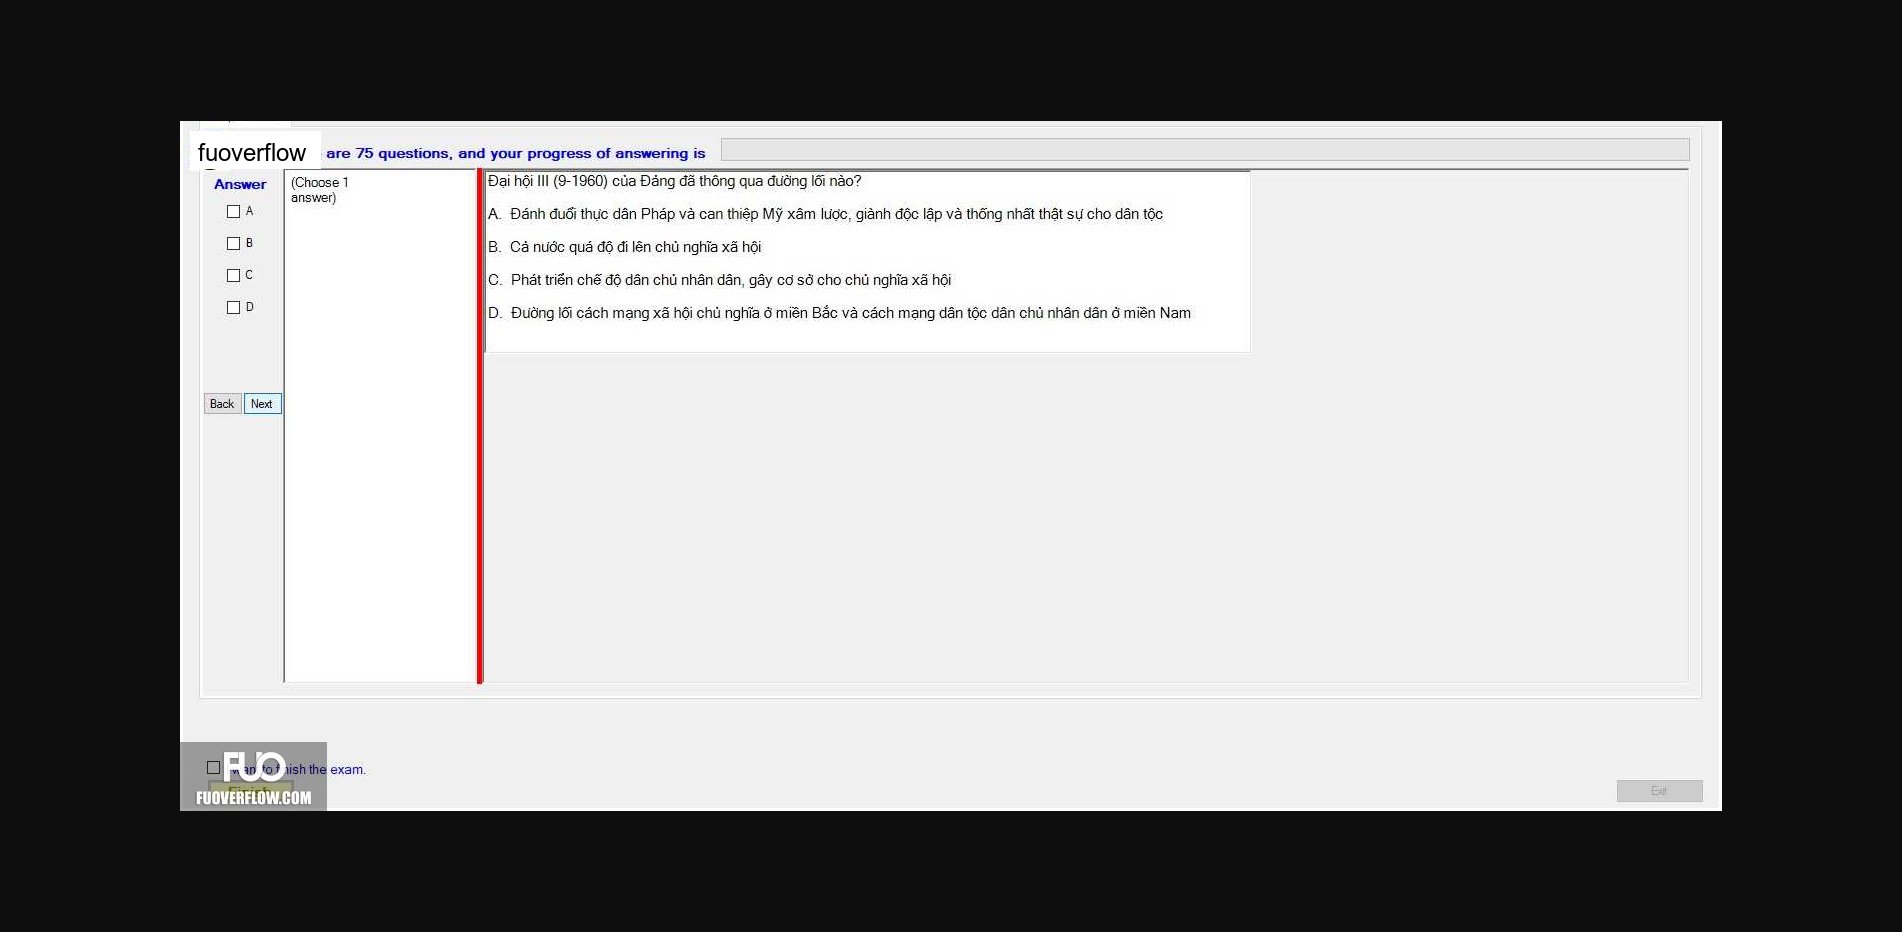 fuoverflow are 75 questions, and your progress of answering is
Answer
A
B
C
D
Back Next
(Choose 1
answer)
Đại hội III (9-1960) của Đảng đã thông qua đường lối nào?
A. Đánh đuổi thực dân Pháp và can thiệp Mỹ xâm lược, giành độc lập và thống nhất thật sự cho dân tộc
B. Cả nước quá độ đi lên chủ nghĩa xã hội
C. Phát triển chế độ dân chủ nhân dân, gây cơ sở cho chủ nghĩa xã hội
D. Đường lối cách mạng xã hội chủ nghĩa ở miền Bắc và cách mạng dân tộc dân chủ nhân dân ở miền Nam
FUO
want to finish the exam.
Finish
FUOVERFLOW.COM
Exit